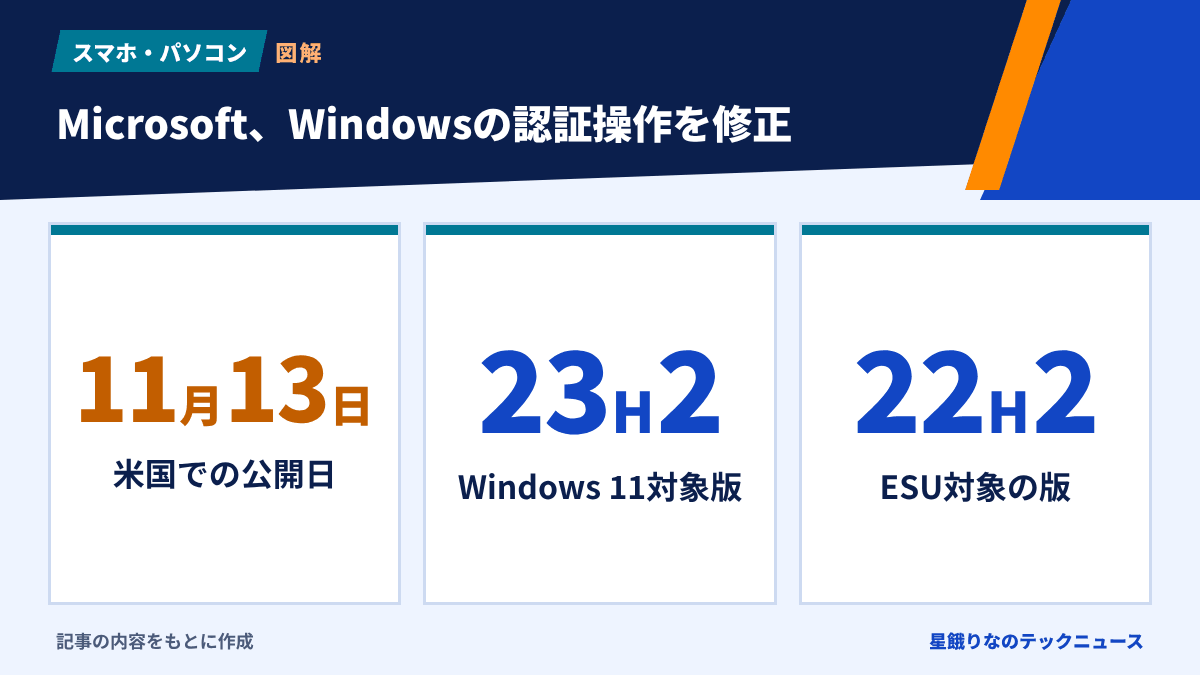 スマホ・パソコン 図解
Microsoft、Windowsの認証操作を修正
11月13日
米国での公開日
23H2
Windows 11対象版
22H2
ESU対象の版
記事の内容をもとに作成
星餓りなのテックニュース